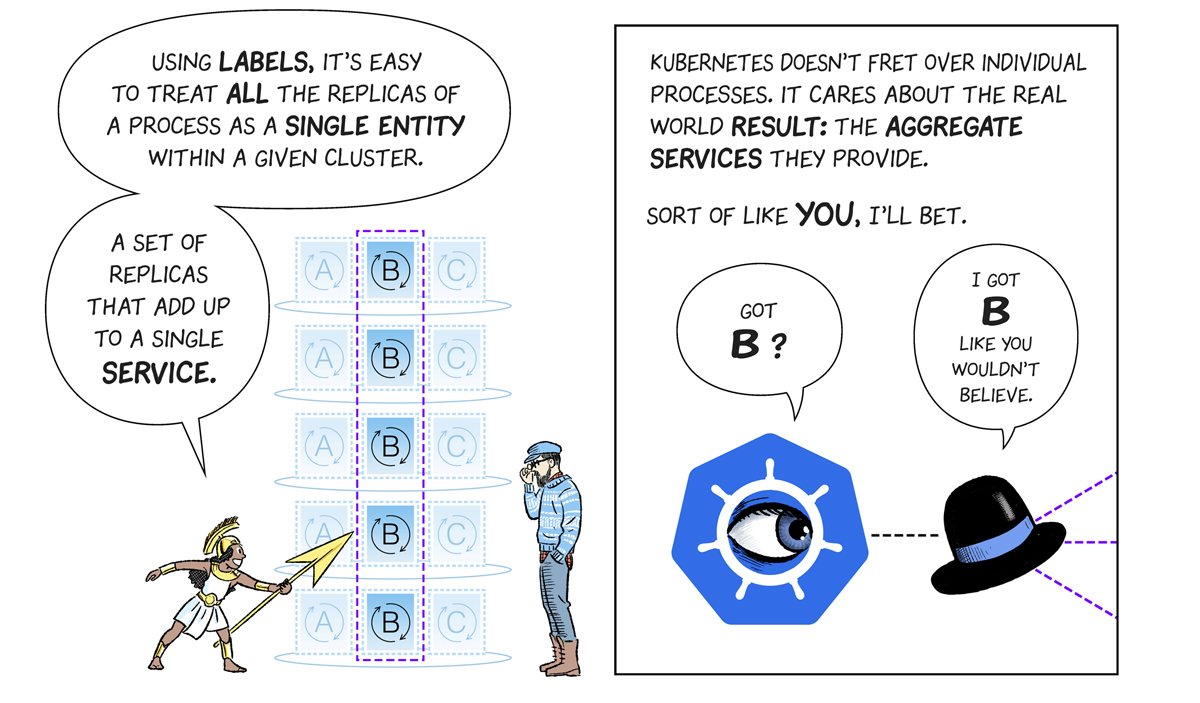 USING LABELS, IT'S EASY
TO TREAT ALL THE REPLICAS OF
A PROCESS AS A SINGLE ENTITY
WITHIN A GIVEN CLUSTER.
A SET OF
REPLICAS
THAT ADD UP
TO A SINGLE
SERVICE.
A B C
A B C
A B C
A B C
A B C
KUBERNETES DOESN'T FRET OVER INDIVIDUAL
PROCESSES. IT CARES ABOUT THE REAL
WORLD RESULT: THE AGGREGATE
SERVICES THEY PROVIDE.
SORT OF LIKE YOU, I'LL BET.
GOT
B ?
I GOT
B
LIKE YOU
WOULDN'T
BELIEVE.